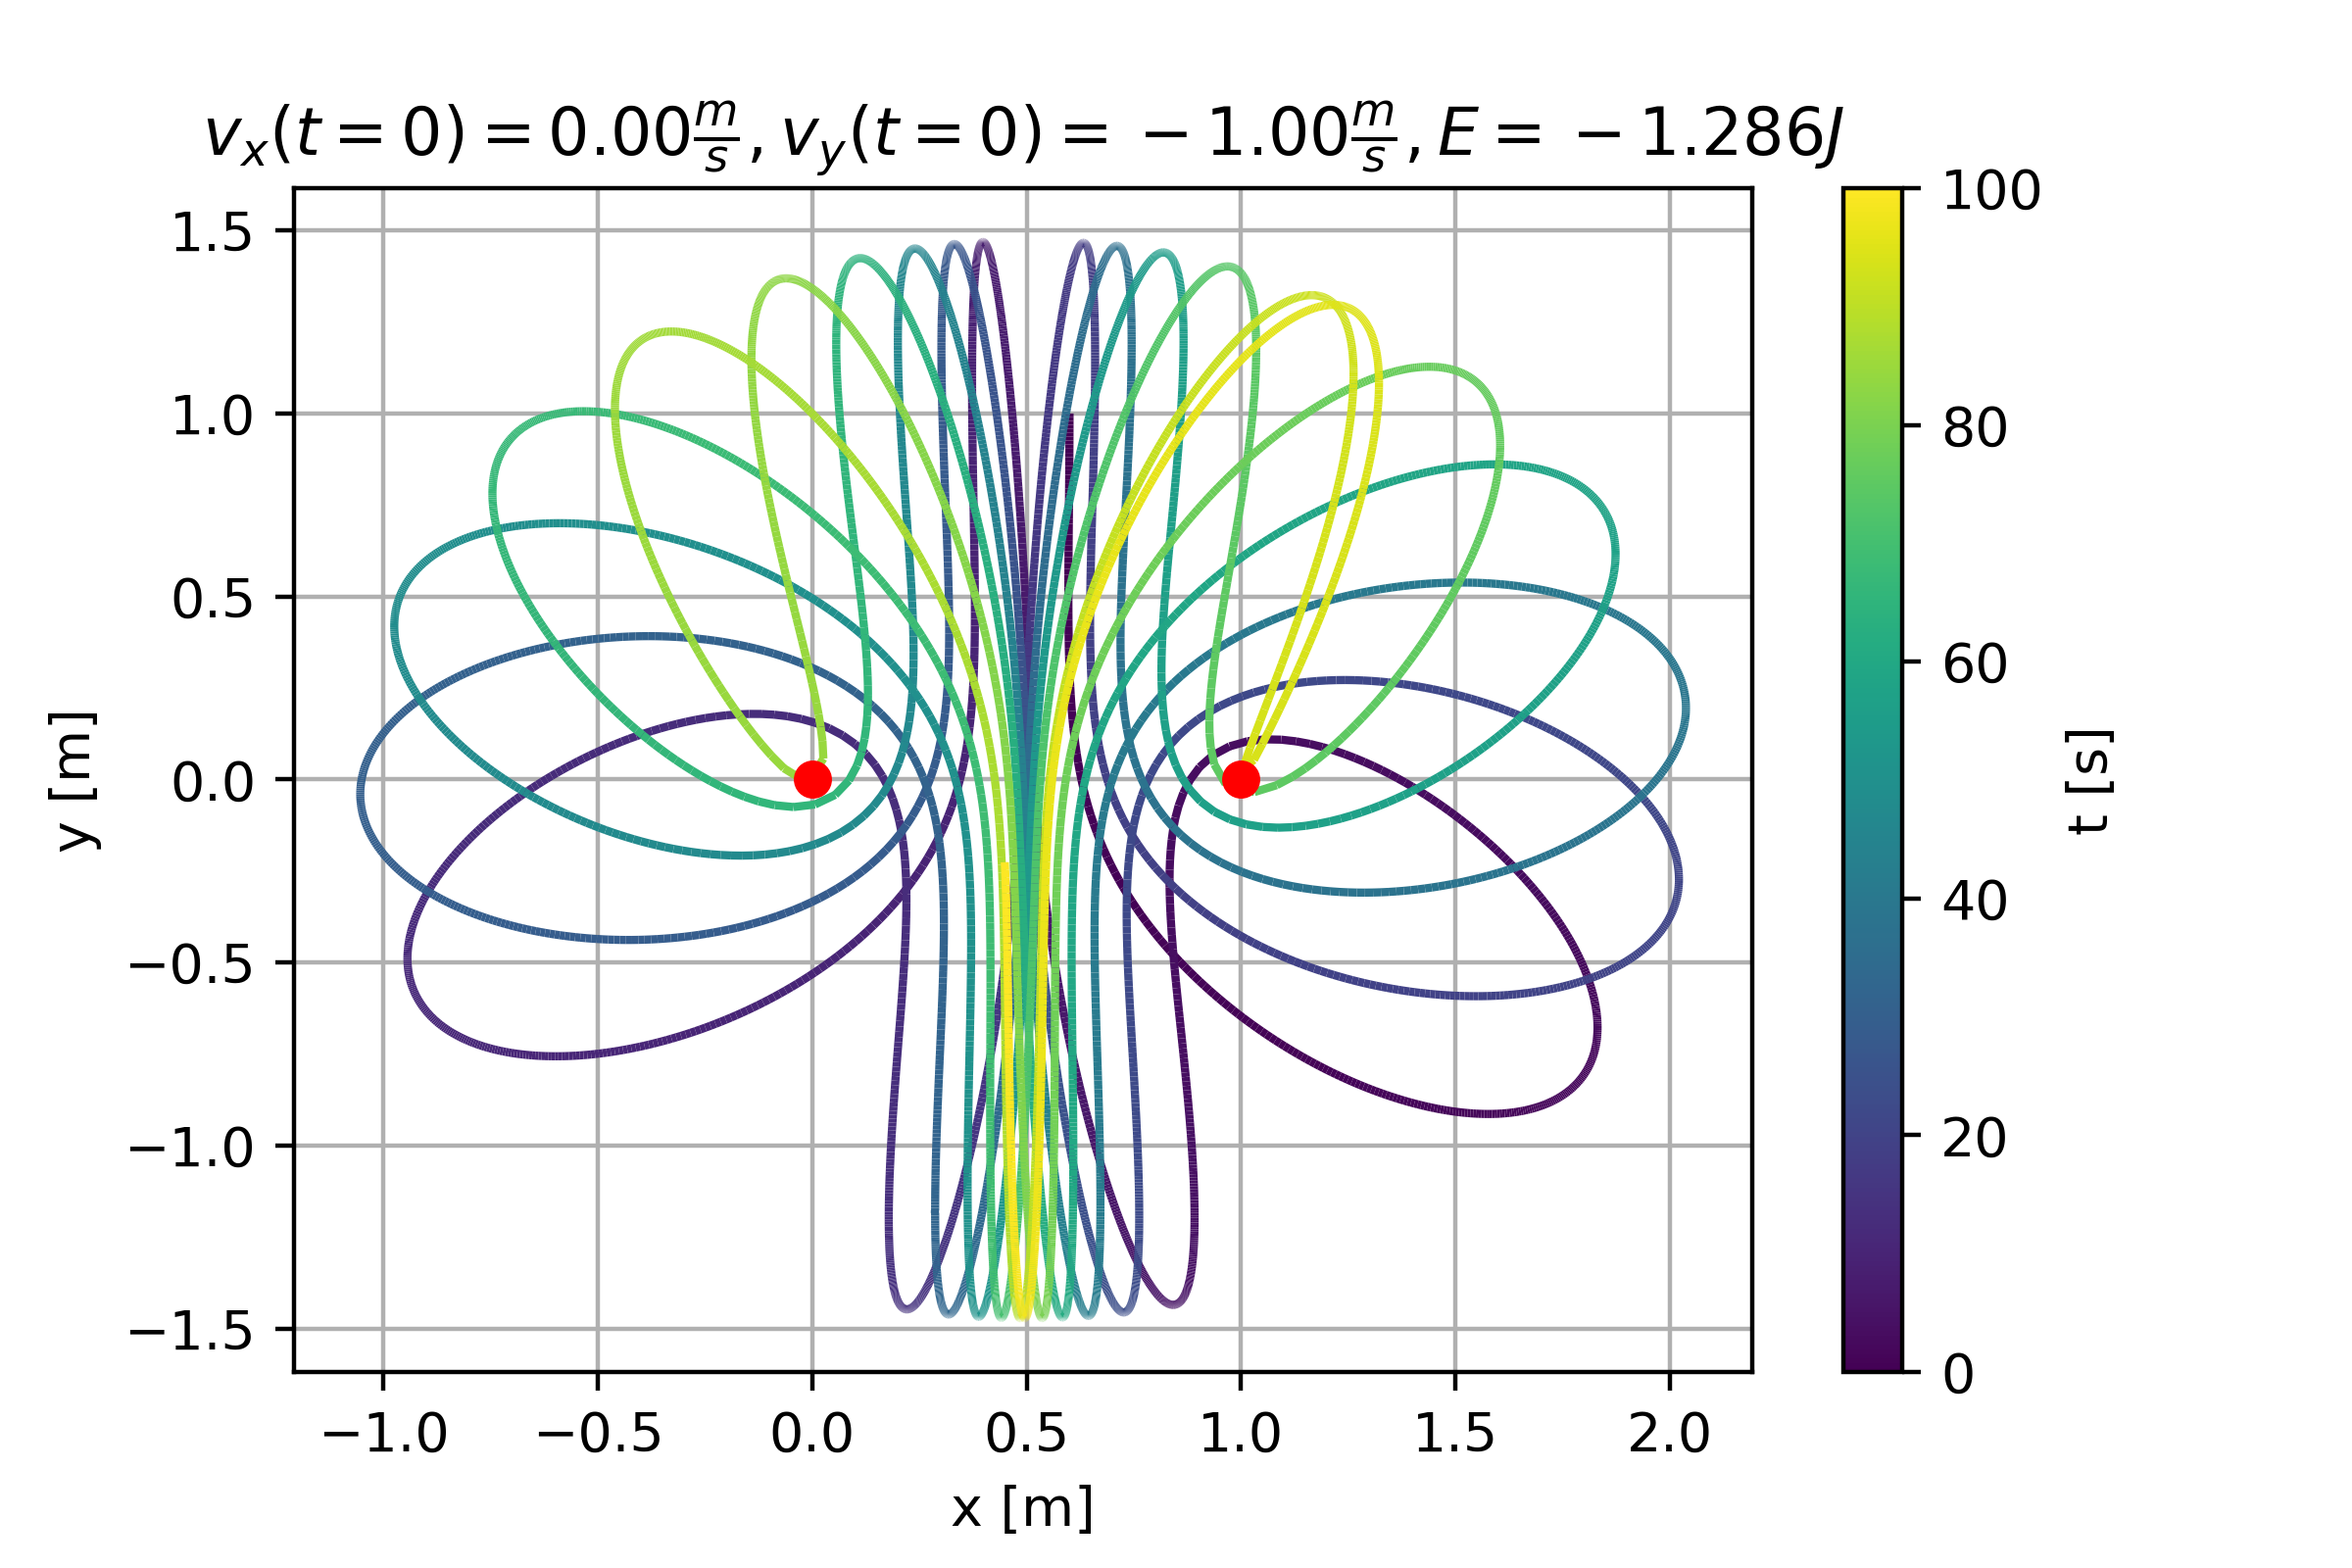 v_x(t = 0) = 0.00 m/s, v_y(t = 0) = −1.00 m/s, E = −1.286J
1.5
1.0
0.5
0.0
−0.5
−1.0
−1.5
y [m]
−1.0 −0.5 0.0 0.5 1.0 1.5 2.0
x [m]
100
80
60
40
20
0
t [s]